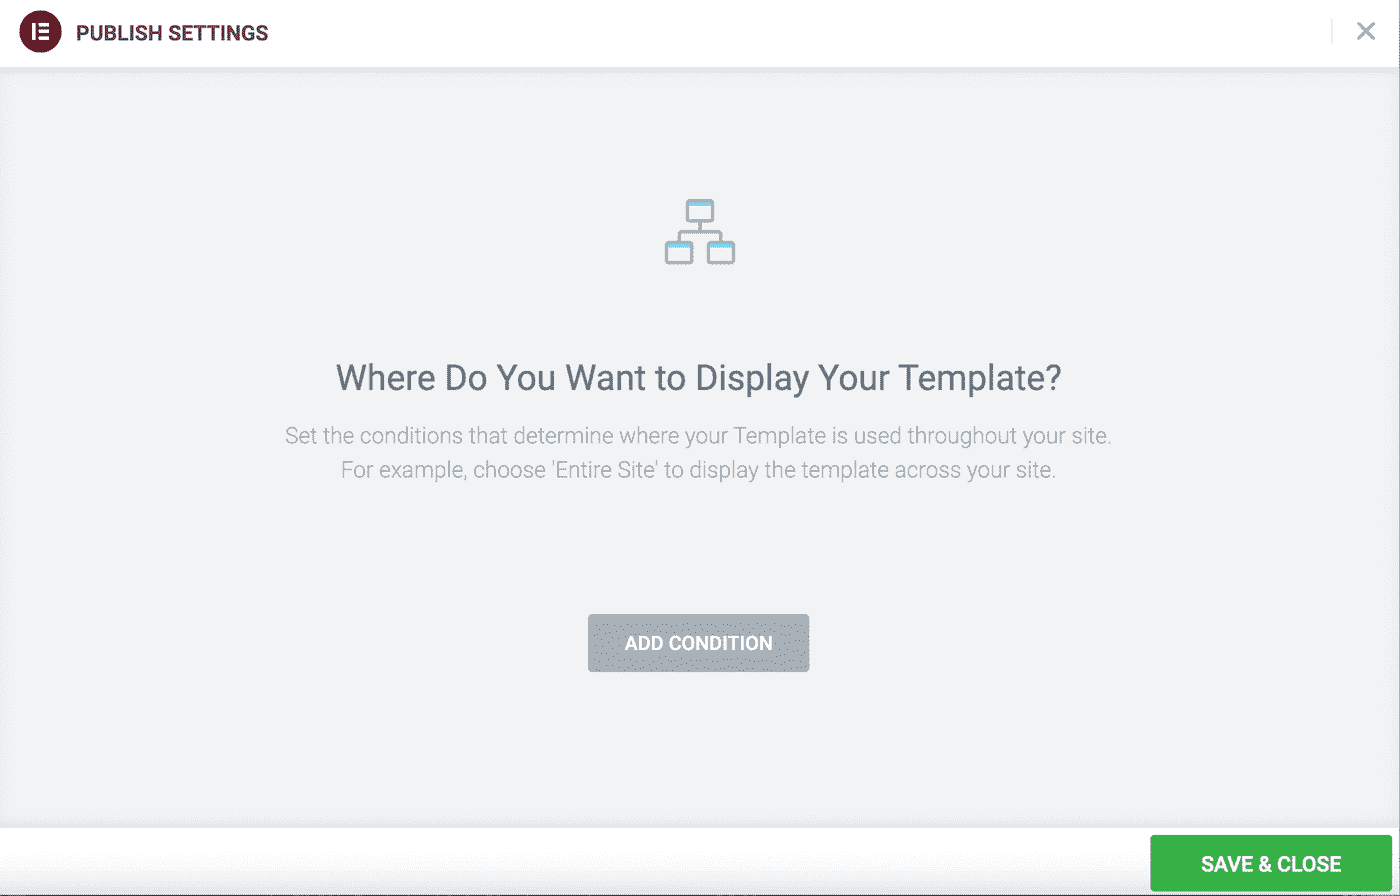 PUBLISH SETTINGS
Where Do You Want to Display Your Template?
Set the conditions that determine where your Template is used throughout your site.
For example, choose 'Entire Site' to display the template across your site.
ADD CONDITION
SAVE & CLOSE